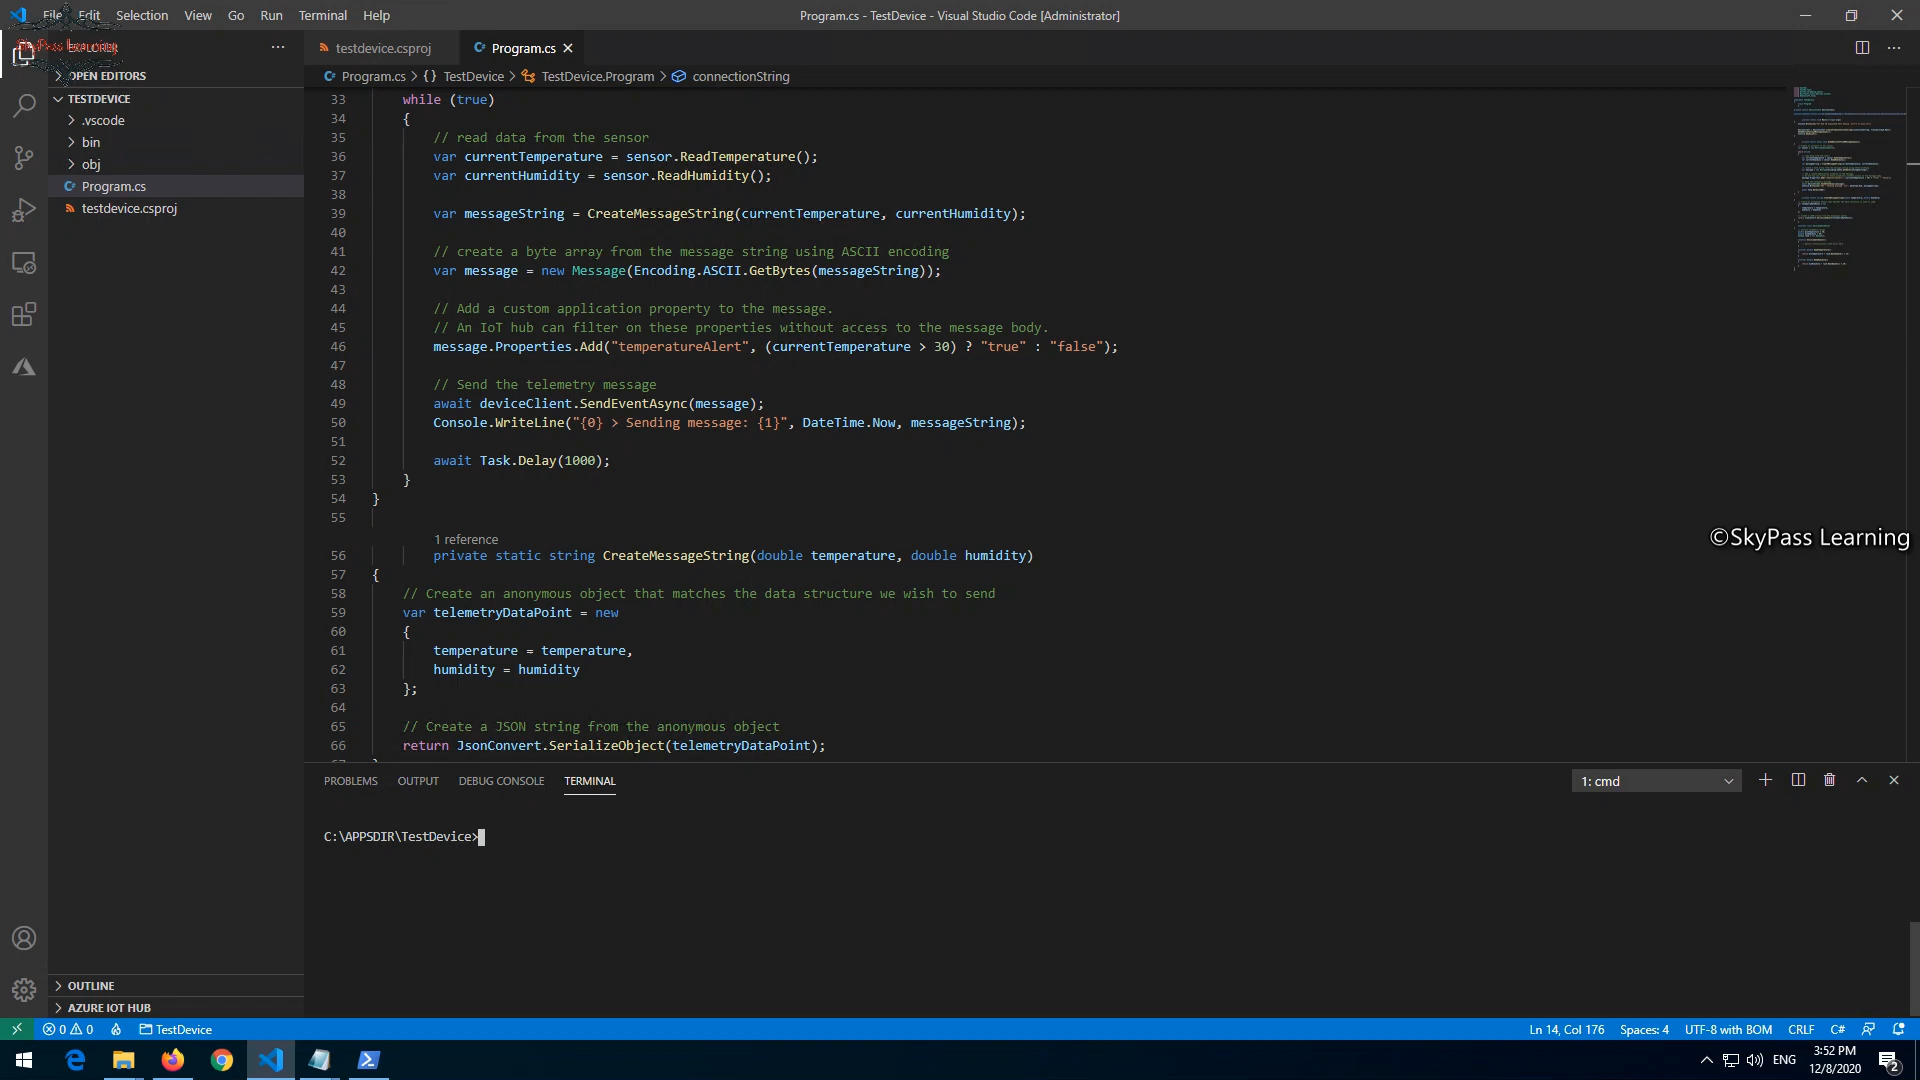 File Edit Selection View Go Run Terminal Help
Program.cs - TestDevice - Visual Studio Code [Administrator]
SkyPass Learning
EXPLORER
OPEN EDITORS
TESTDEVICE
.vscode
bin
obj
Program.cs
testdevice.csproj
OUTLINE
AZURE IOT HUB
testdevice.csproj
Program.cs
Program.cs > {} TestDevice > TestDevice.Program > connectionString
33 while (true)
34 {
35 // read data from the sensor
36 var currentTemperature = sensor.ReadTemperature();
37 var currentHumidity = sensor.ReadHumidity();
38
39 var messageString = CreateMessageString(currentTemperature, currentHumidity);
40
41 // create a byte array from the message string using ASCII encoding
42 var message = new Message(Encoding.ASCII.GetBytes(messageString));
43
44 // Add a custom application property to the message.
45 // An IoT hub can filter on these properties without access to the message body.
46 message.Properties.Add("temperatureAlert", (currentTemperature > 30) ? "true" : "false");
47
48 // Send the telemetry message
49 await deviceClient.SendEventAsync(message);
50 Console.WriteLine("{0} > Sending message: {1}", DateTime.Now, messageString);
51
52 await Task.Delay(1000);
53 }
54 }
55
1 reference
56 private static string CreateMessageString(double temperature, double humidity)
57 {
58 // Create an anonymous object that matches the data structure we wish to send
59 var telemetryDataPoint = new
60 {
61 temperature = temperature,
62 humidity = humidity
63 };
64
65 // Create a JSON string from the anonymous object
66 return JsonConvert.SerializeObject(telemetryDataPoint);
©SkyPass Learning
PROBLEMS OUTPUT DEBUG CONSOLE TERMINAL
1: cmd
C:\APPSDIR\TestDevice>
0 0 TestDevice
Ln 14, Col 176 Spaces: 4 UTF-8 with BOM CRLF C#
ENG
3:52 PM
12/8/2020
2